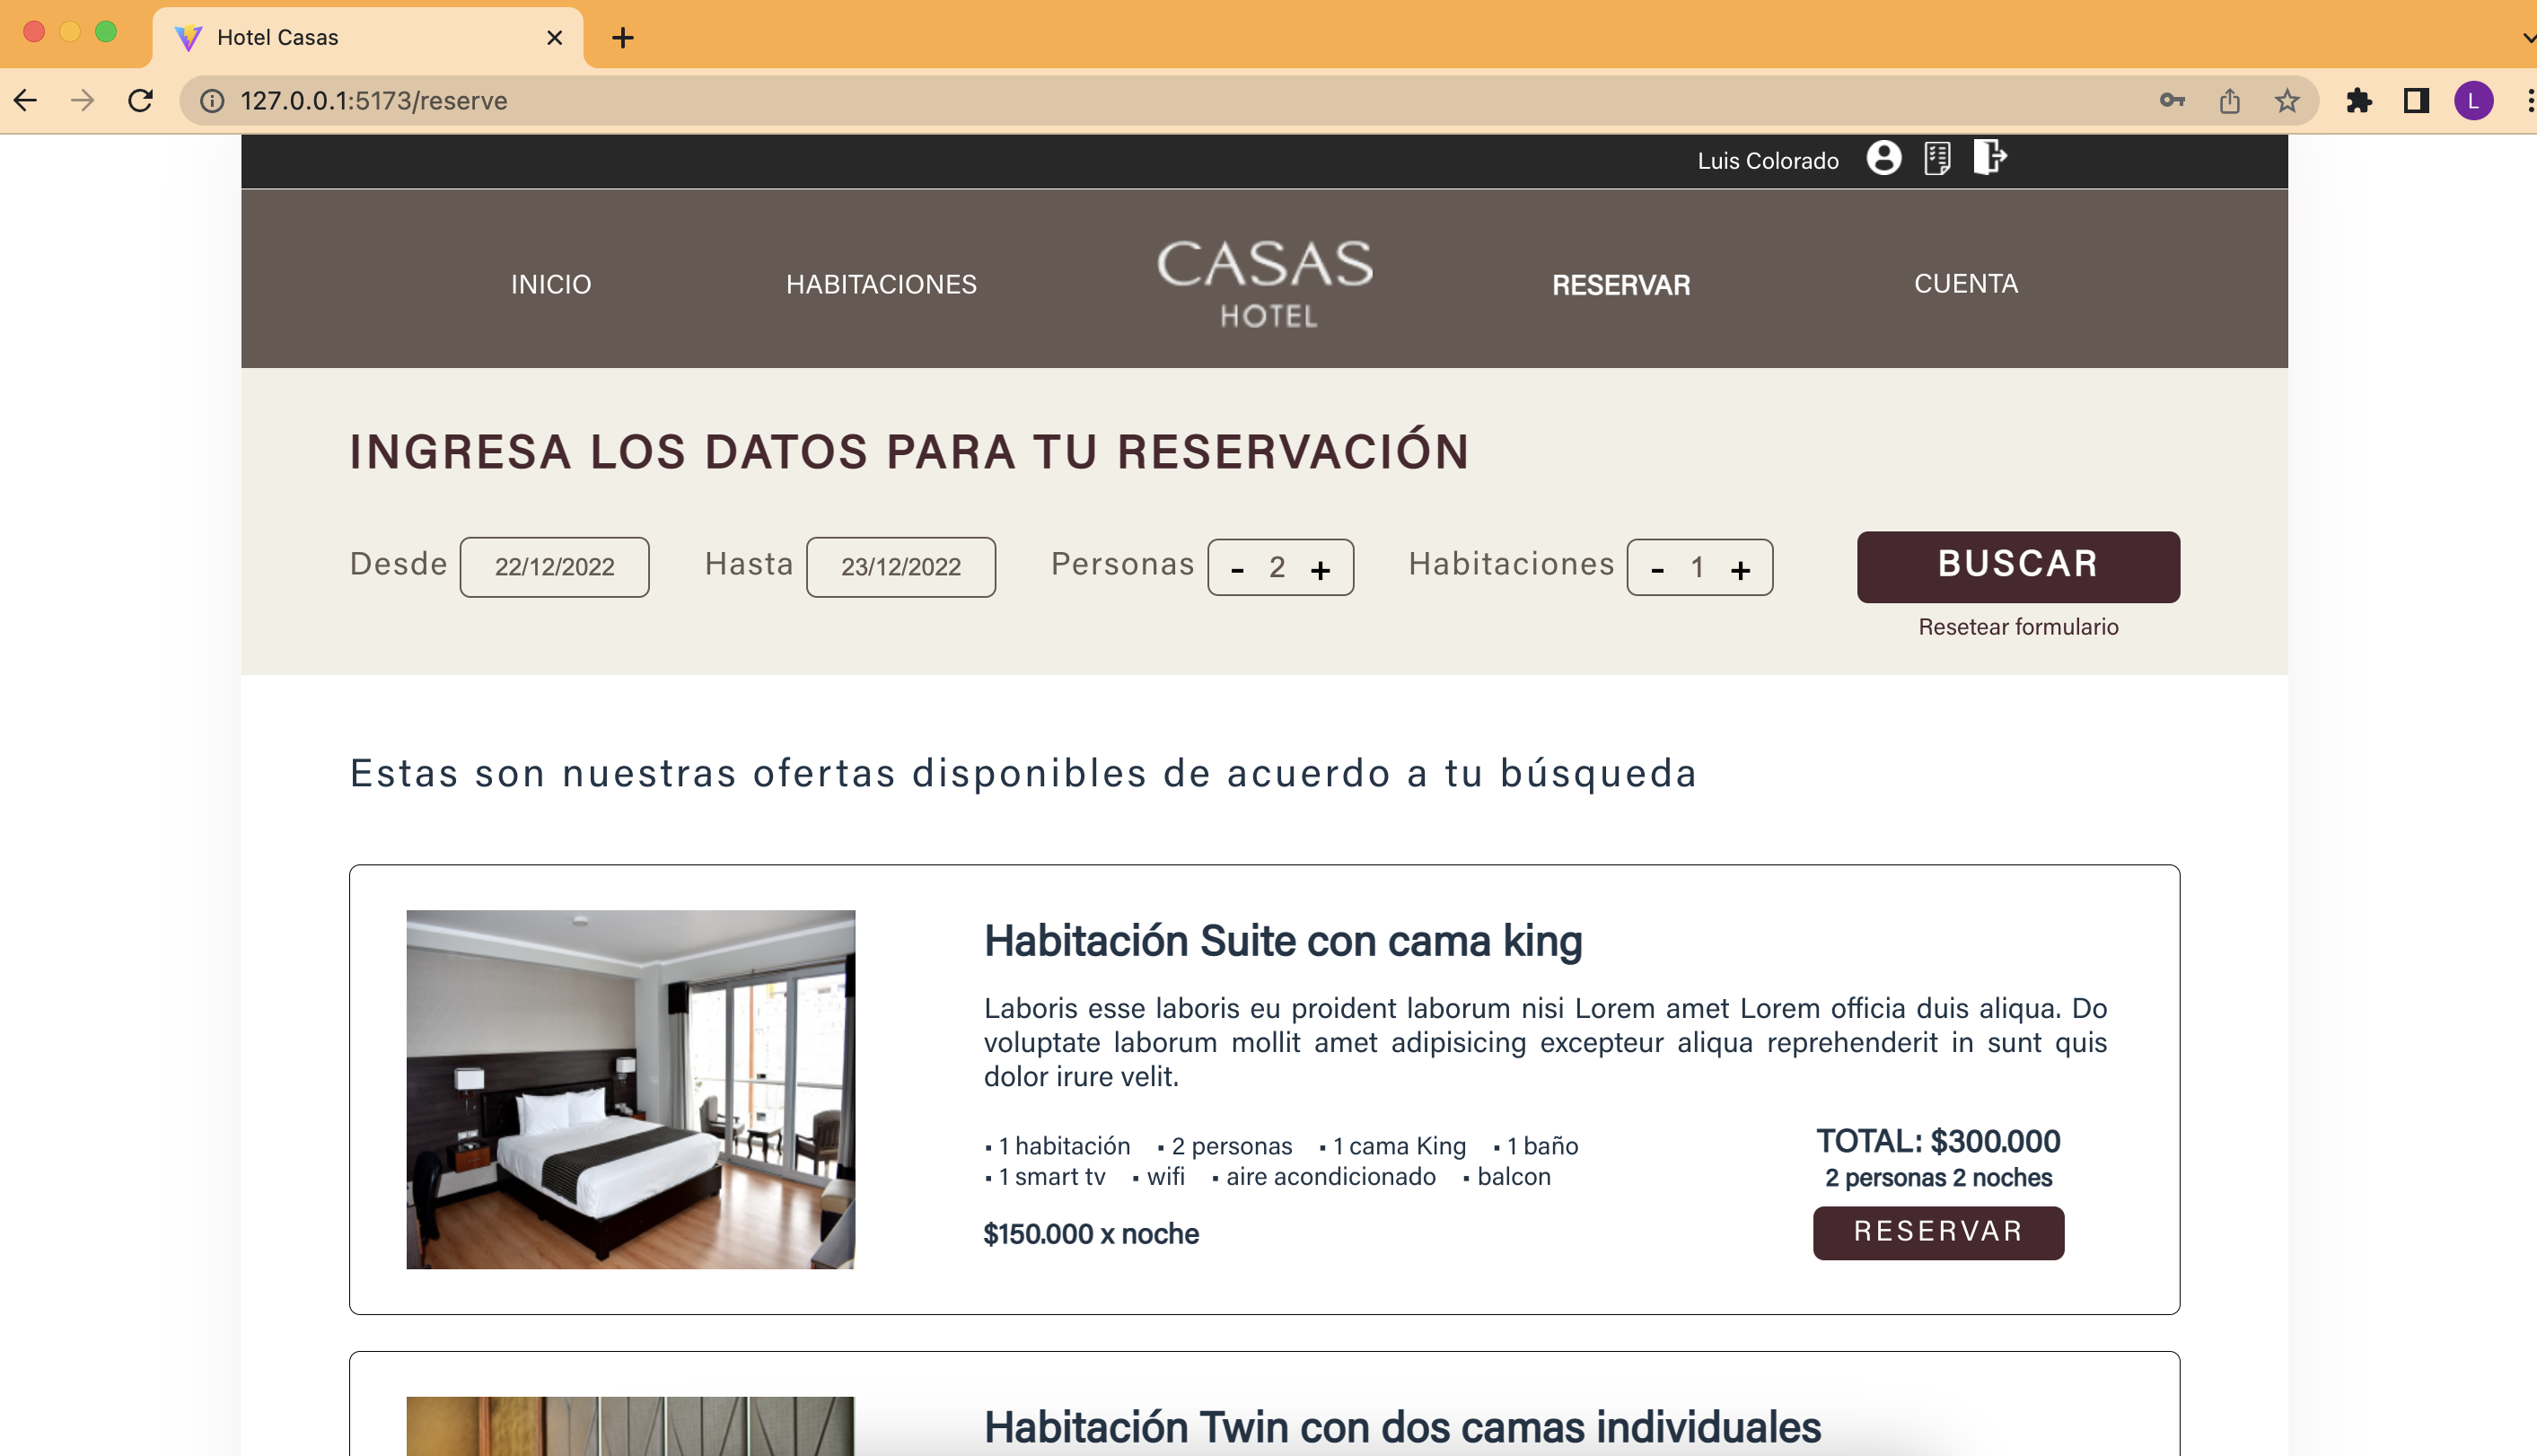 Hotel Casas
127.0.0.1:5173/reserve
L
Luis Colorado
INICIO
HABITACIONES
CASAS
HOTEL
RESERVAR
CUENTA
INGRESA LOS DATOS PARA TU RESERVACIÓN
Desde 22/12/2022 Hasta 23/12/2022 Personas - 2 + Habitaciones - 1 + BUSCAR
Resetear formulario
Estas son nuestras ofertas disponibles de acuerdo a tu búsqueda
Habitación Suite con cama king
Laboris esse laboris eu proident laborum nisi Lorem amet Lorem officia duis aliqua. Do
voluptate laborum mollit amet adipisicing excepteur aliqua reprehenderit in sunt quis
dolor irure velit.
▪ 1 habitación ▪ 2 personas ▪ 1 cama King ▪ 1 baño
▪ 1 smart tv ▪ wifi ▪ aire acondicionado ▪ balcon
$150.000 x noche
TOTAL: $300.000
2 personas 2 noches
RESERVAR
Habitación Twin con dos camas individuales